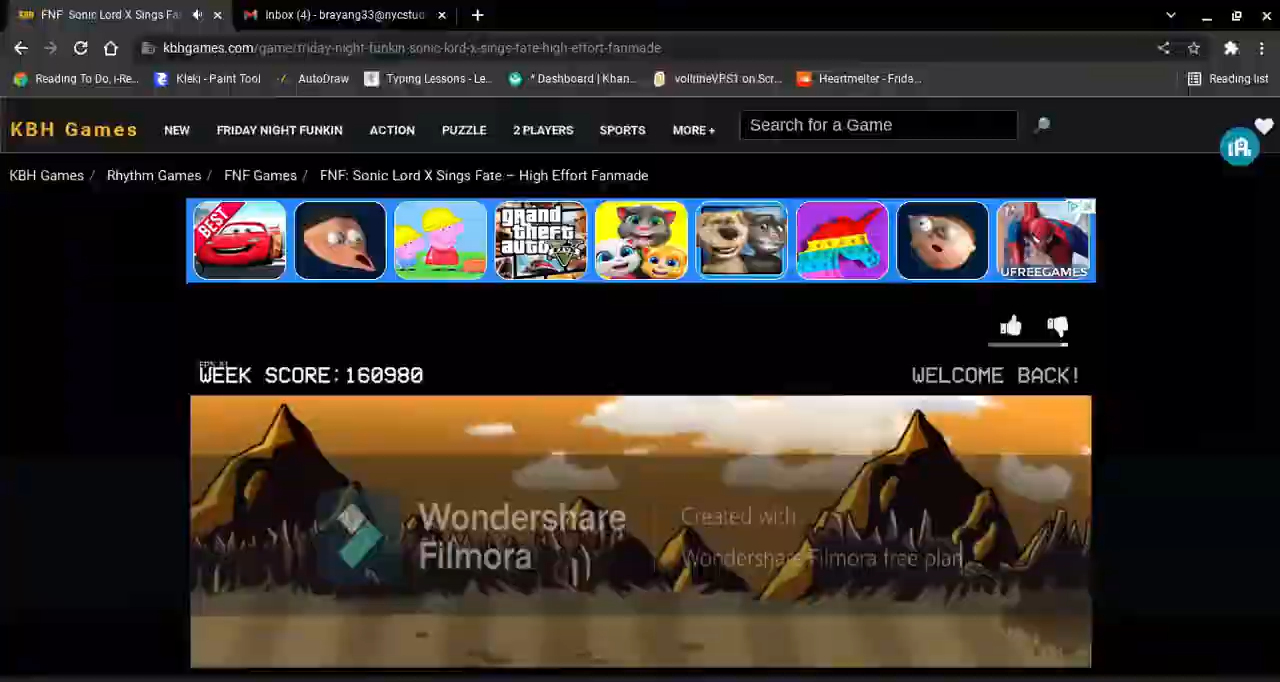 FNF: Sonic Lord X Sings Fa
Inbox (4) - brayang33@nycstud
kbhgames.com/game/friday-night-funkin-sonic-lord-x-sings-fate-high-effort-fanmade
Reading To Do, i-Re... Kleki - Paint Tool AutoDraw Typing Lessons - Le... * Dashboard | Khan... on Scr... Heartmelter - Frida... Reading list
KBH Games NEW FRIDAY NIGHT FUNKIN ACTION PUZZLE 2 PLAYERS SPORTS MORE + Search for a Game
KBH Games / Rhythm Games / FNF Games / FNF: Sonic Lord X Sings Fate – High Effort Fanmade
BEST
grand
theft
auto V
UFREEGAMES
WEEK SCORE:160980 WELCOME BACK!
Wondershare
Filmora
Created with
Wondershare Filmora free plan